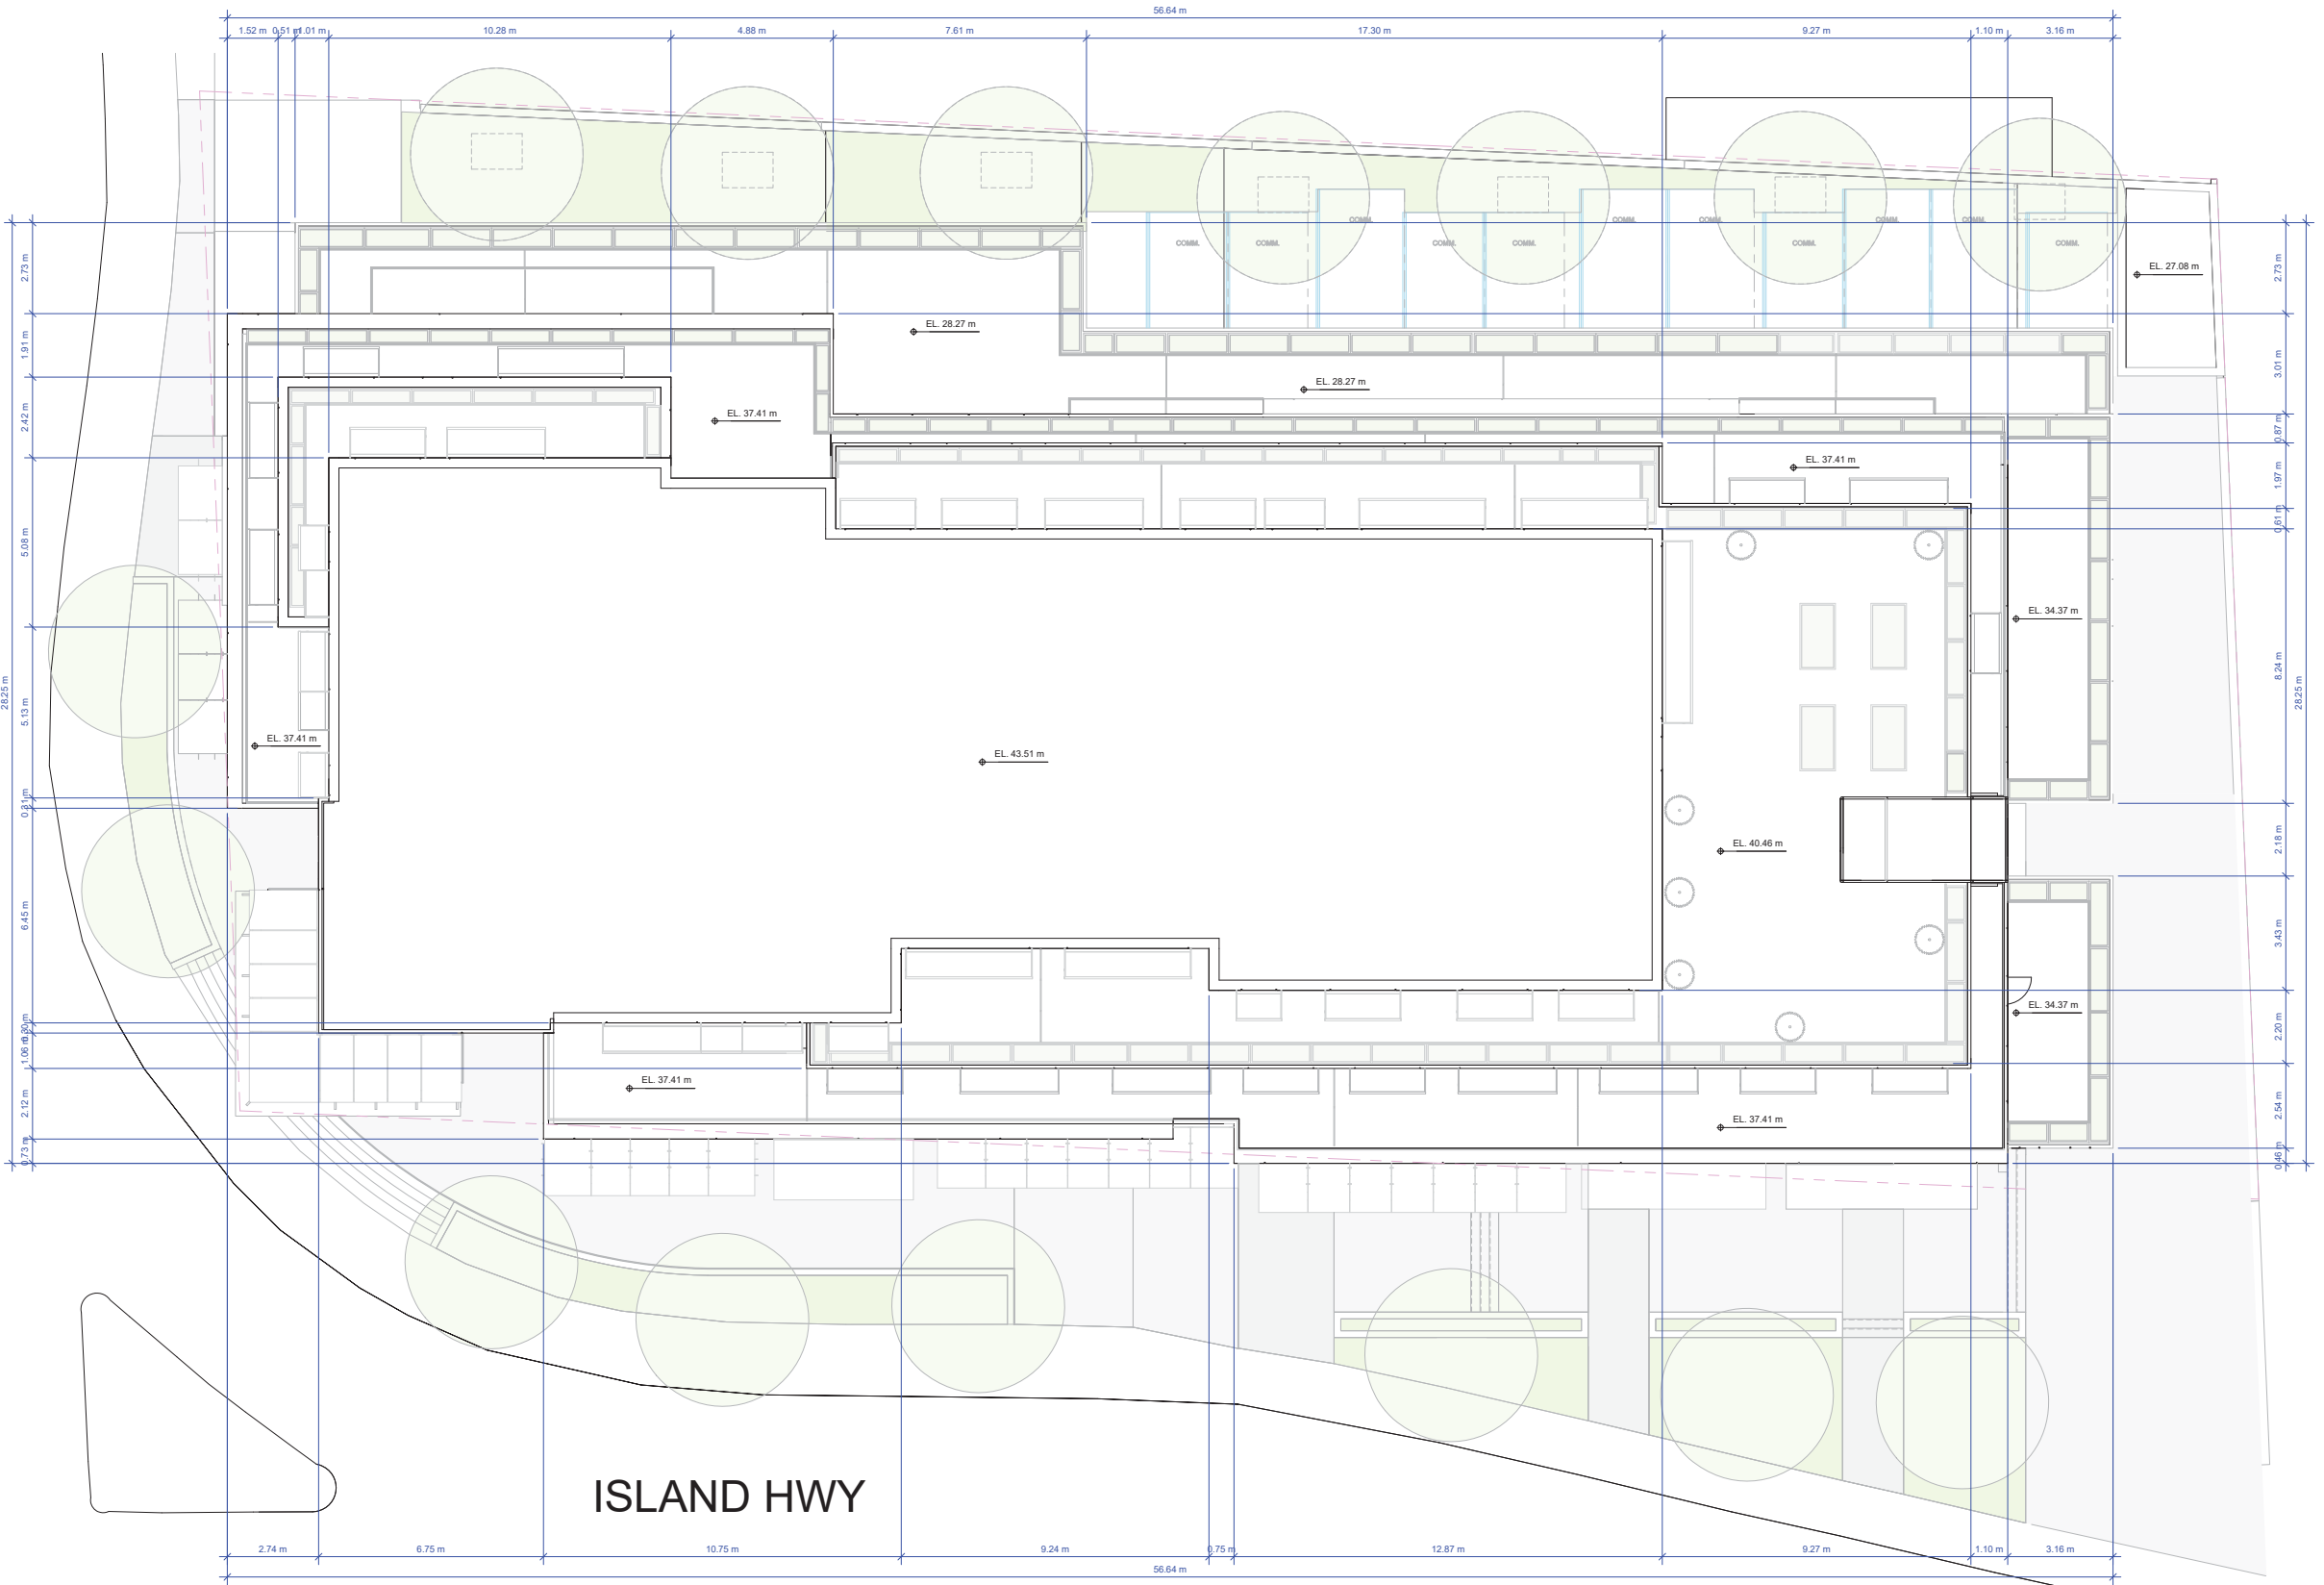 56.64 m
1.52 m 0.51 m 1.01 m 10.28 m 4.88 m 7.61 m 17.30 m 9.27 m 1.10 m 3.16 m
COMM. COMM. COMM. COMM.
COMM. COMM. COMM. COMM. COMM.
2.73 m EL. 27.08 m 2.73 m
EL. 28.27 m
1.91 m 3.01 m
EL. 28.27 m
2.42 m EL. 37.41 m 0.87 m
EL. 37.41 m 1.97 m
0.61 m
5.08 m
EL. 34.37 m
28.25 m 5.13 m 8.24 m 28.25 m
EL. 37.41 m
EL. 43.51 m
0.31 m
EL. 40.46 m 2.18 m
6.45 m 3.43 m
EL. 34.37 m
0.30 m 2.20 m
1.06 m
EL. 37.41 m
2.12 m 2.54 m
EL. 37.41 m
0.73 m 0.46 m
ISLAND HWY
2.74 m 6.75 m 10.75 m 9.24 m 0.75 m 12.87 m 9.27 m 1.10 m 3.16 m
56.64 m